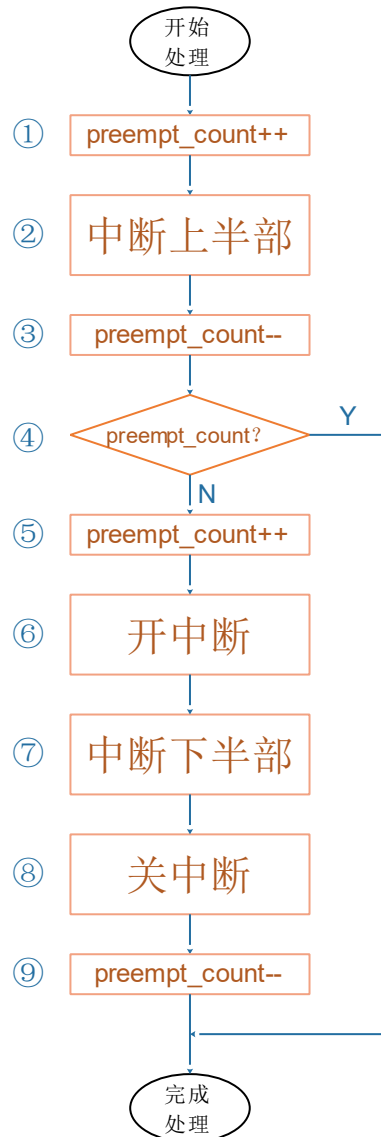 开始
处理
① preempt_count++
② 中断上半部
③ preempt_count--
④ preempt_count?
Y
N
⑤ preempt_count++
⑥ 开中断
⑦ 中断下半部
⑧ 关中断
⑨ preempt_count--
完成
处理